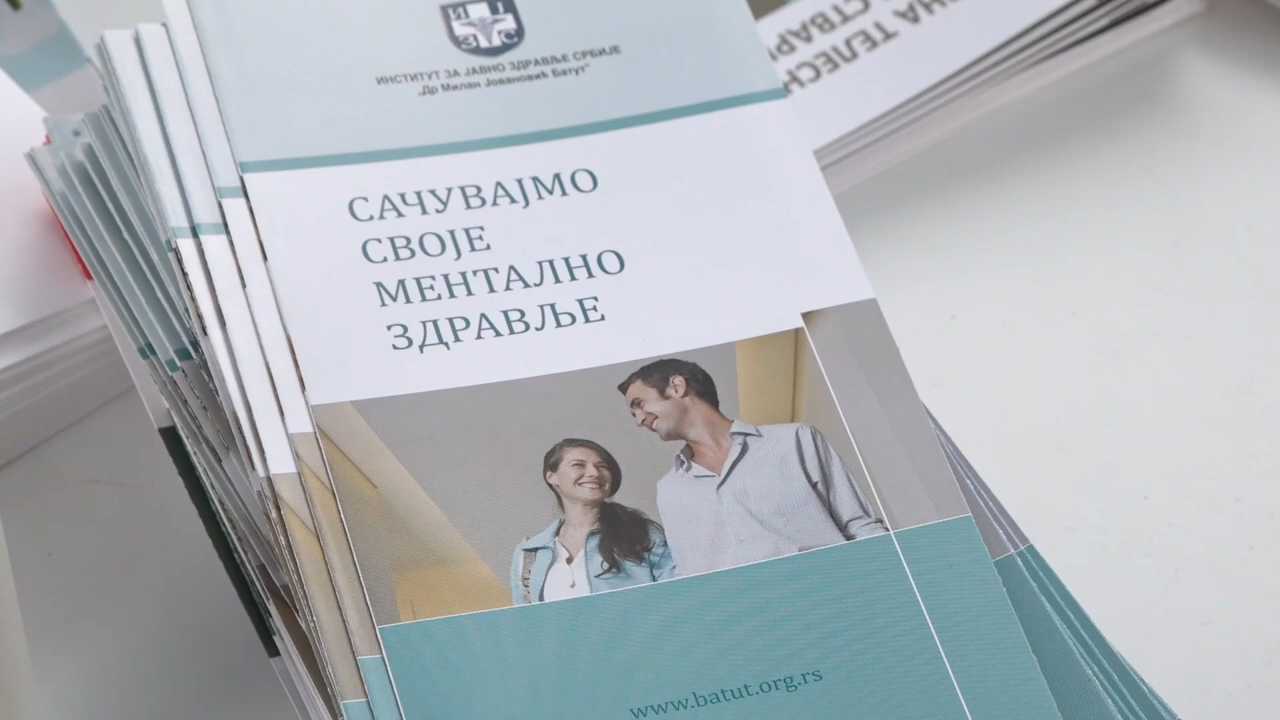 И Ј
З С
ИНСТИТУТ ЗА ЈАВНО ЗДРАВЉЕ СРБИЈЕ
„Др Милан Јовановић Батут"
САЧУВАЈМО
СВОЈЕ
МЕНТАЛНО
ЗДРАВЉЕ
www.batut.org.rs